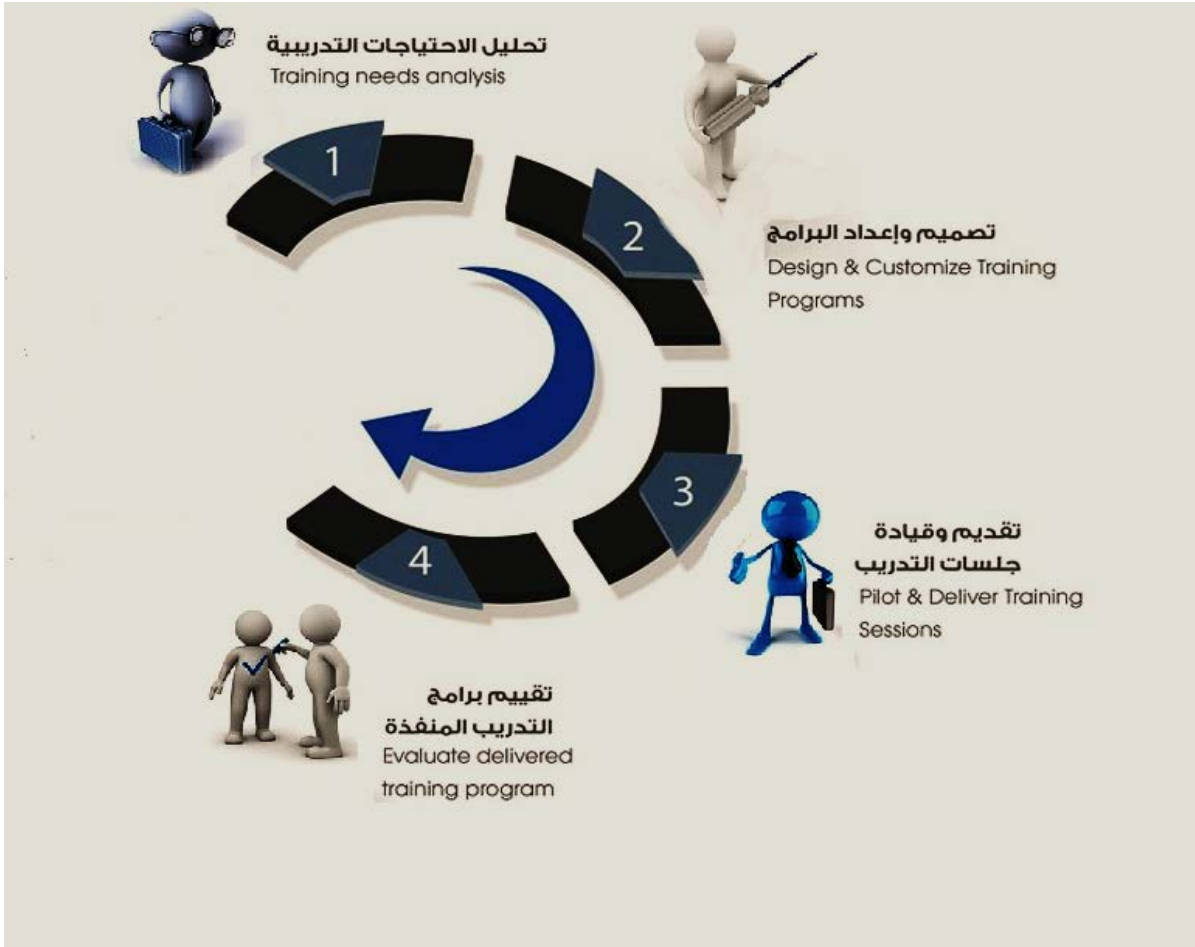 تحليل الاحتياجات التدريبية
Training needs analysis
1
2
تصميم وإعداد البرامج
Design & Customize Training
Programs
3
تقديم وقيادة
جلسات التدريب
Pilot & Deliver Training
Sessions
4
تقييم برامج
التدريب المنفذة
Evaluate delivered
training program